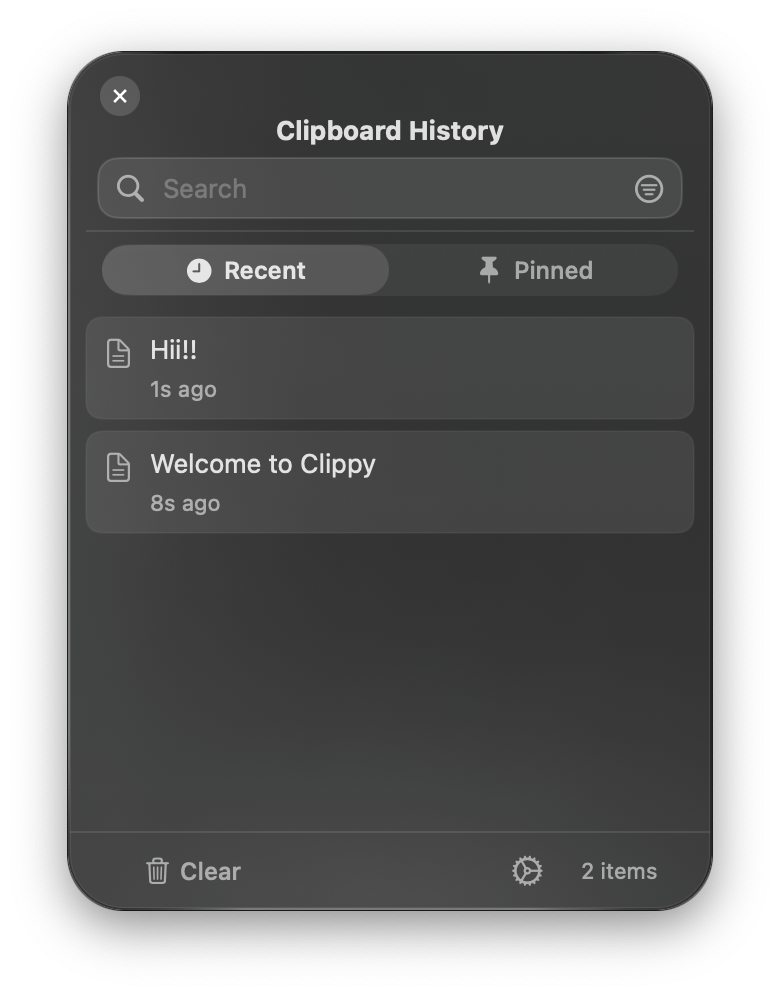 Clipboard History
Search
Recent Pinned
Hii!!
1s ago
Welcome to Clippy
8s ago
Clear 2 items